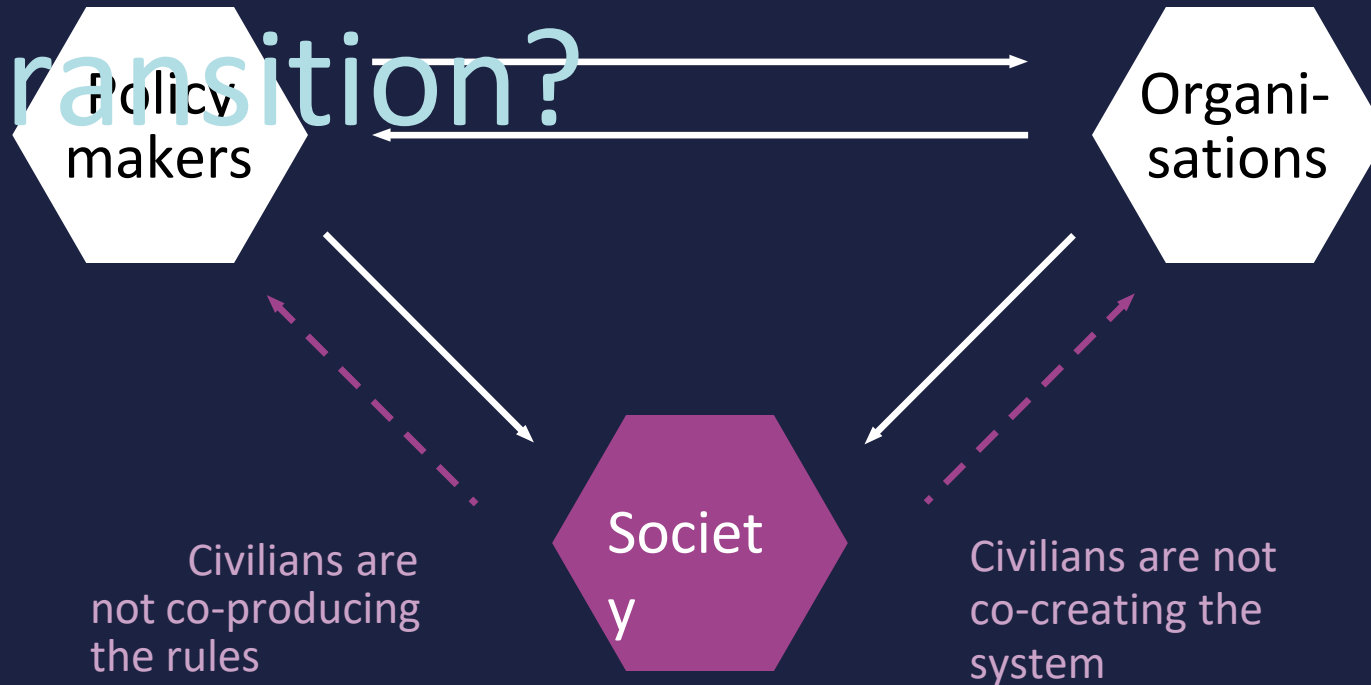 ransition?
Policy
makers
Organi-
sations
Societ
y
Civilians are
not co-producing
the rules
Civilians are not
co-creating the
system